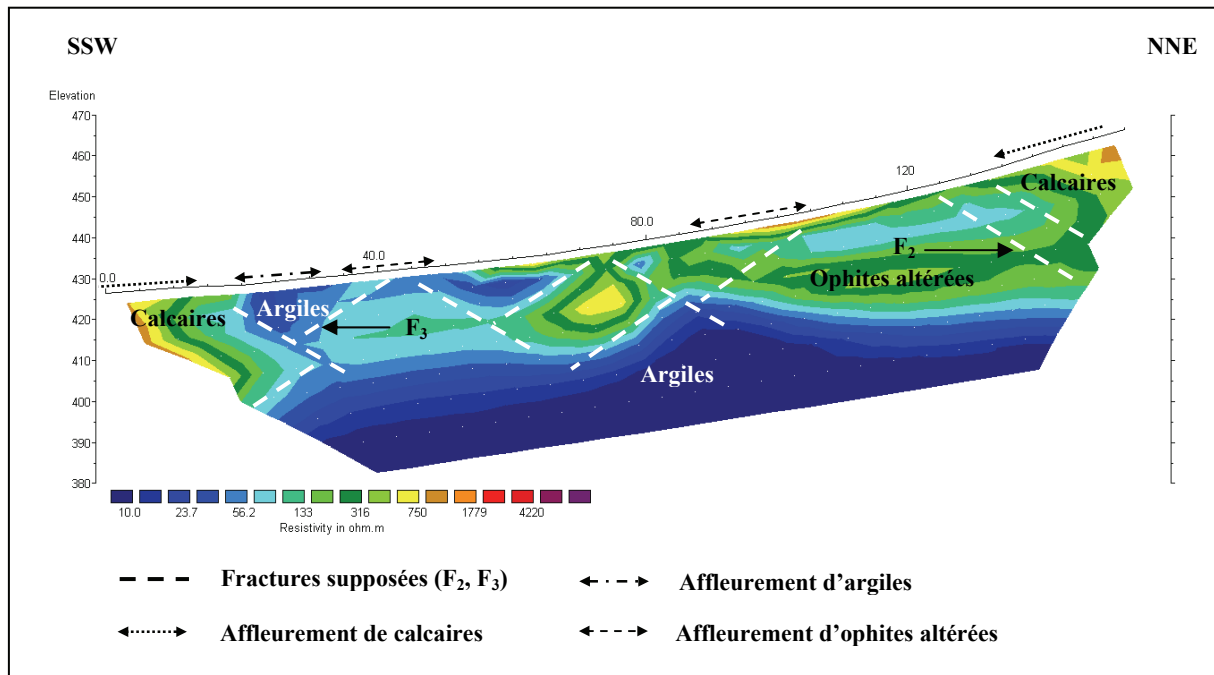 SSW
NNE
Elevation
470
460
450
440
430
420
410
400
390
380
0.0
40.0
80.0
120
Calcaires
Argiles
F3
Argiles
F2
Ophites altérées
Calcaires
10.0 23.7 56.2 133 316 750 1779 4220
Resistivity in ohm.m
Fractures supposées (F2, F3)
Affleurement d’argiles
Affleurement de calcaires
Affleurement d’ophites altérées